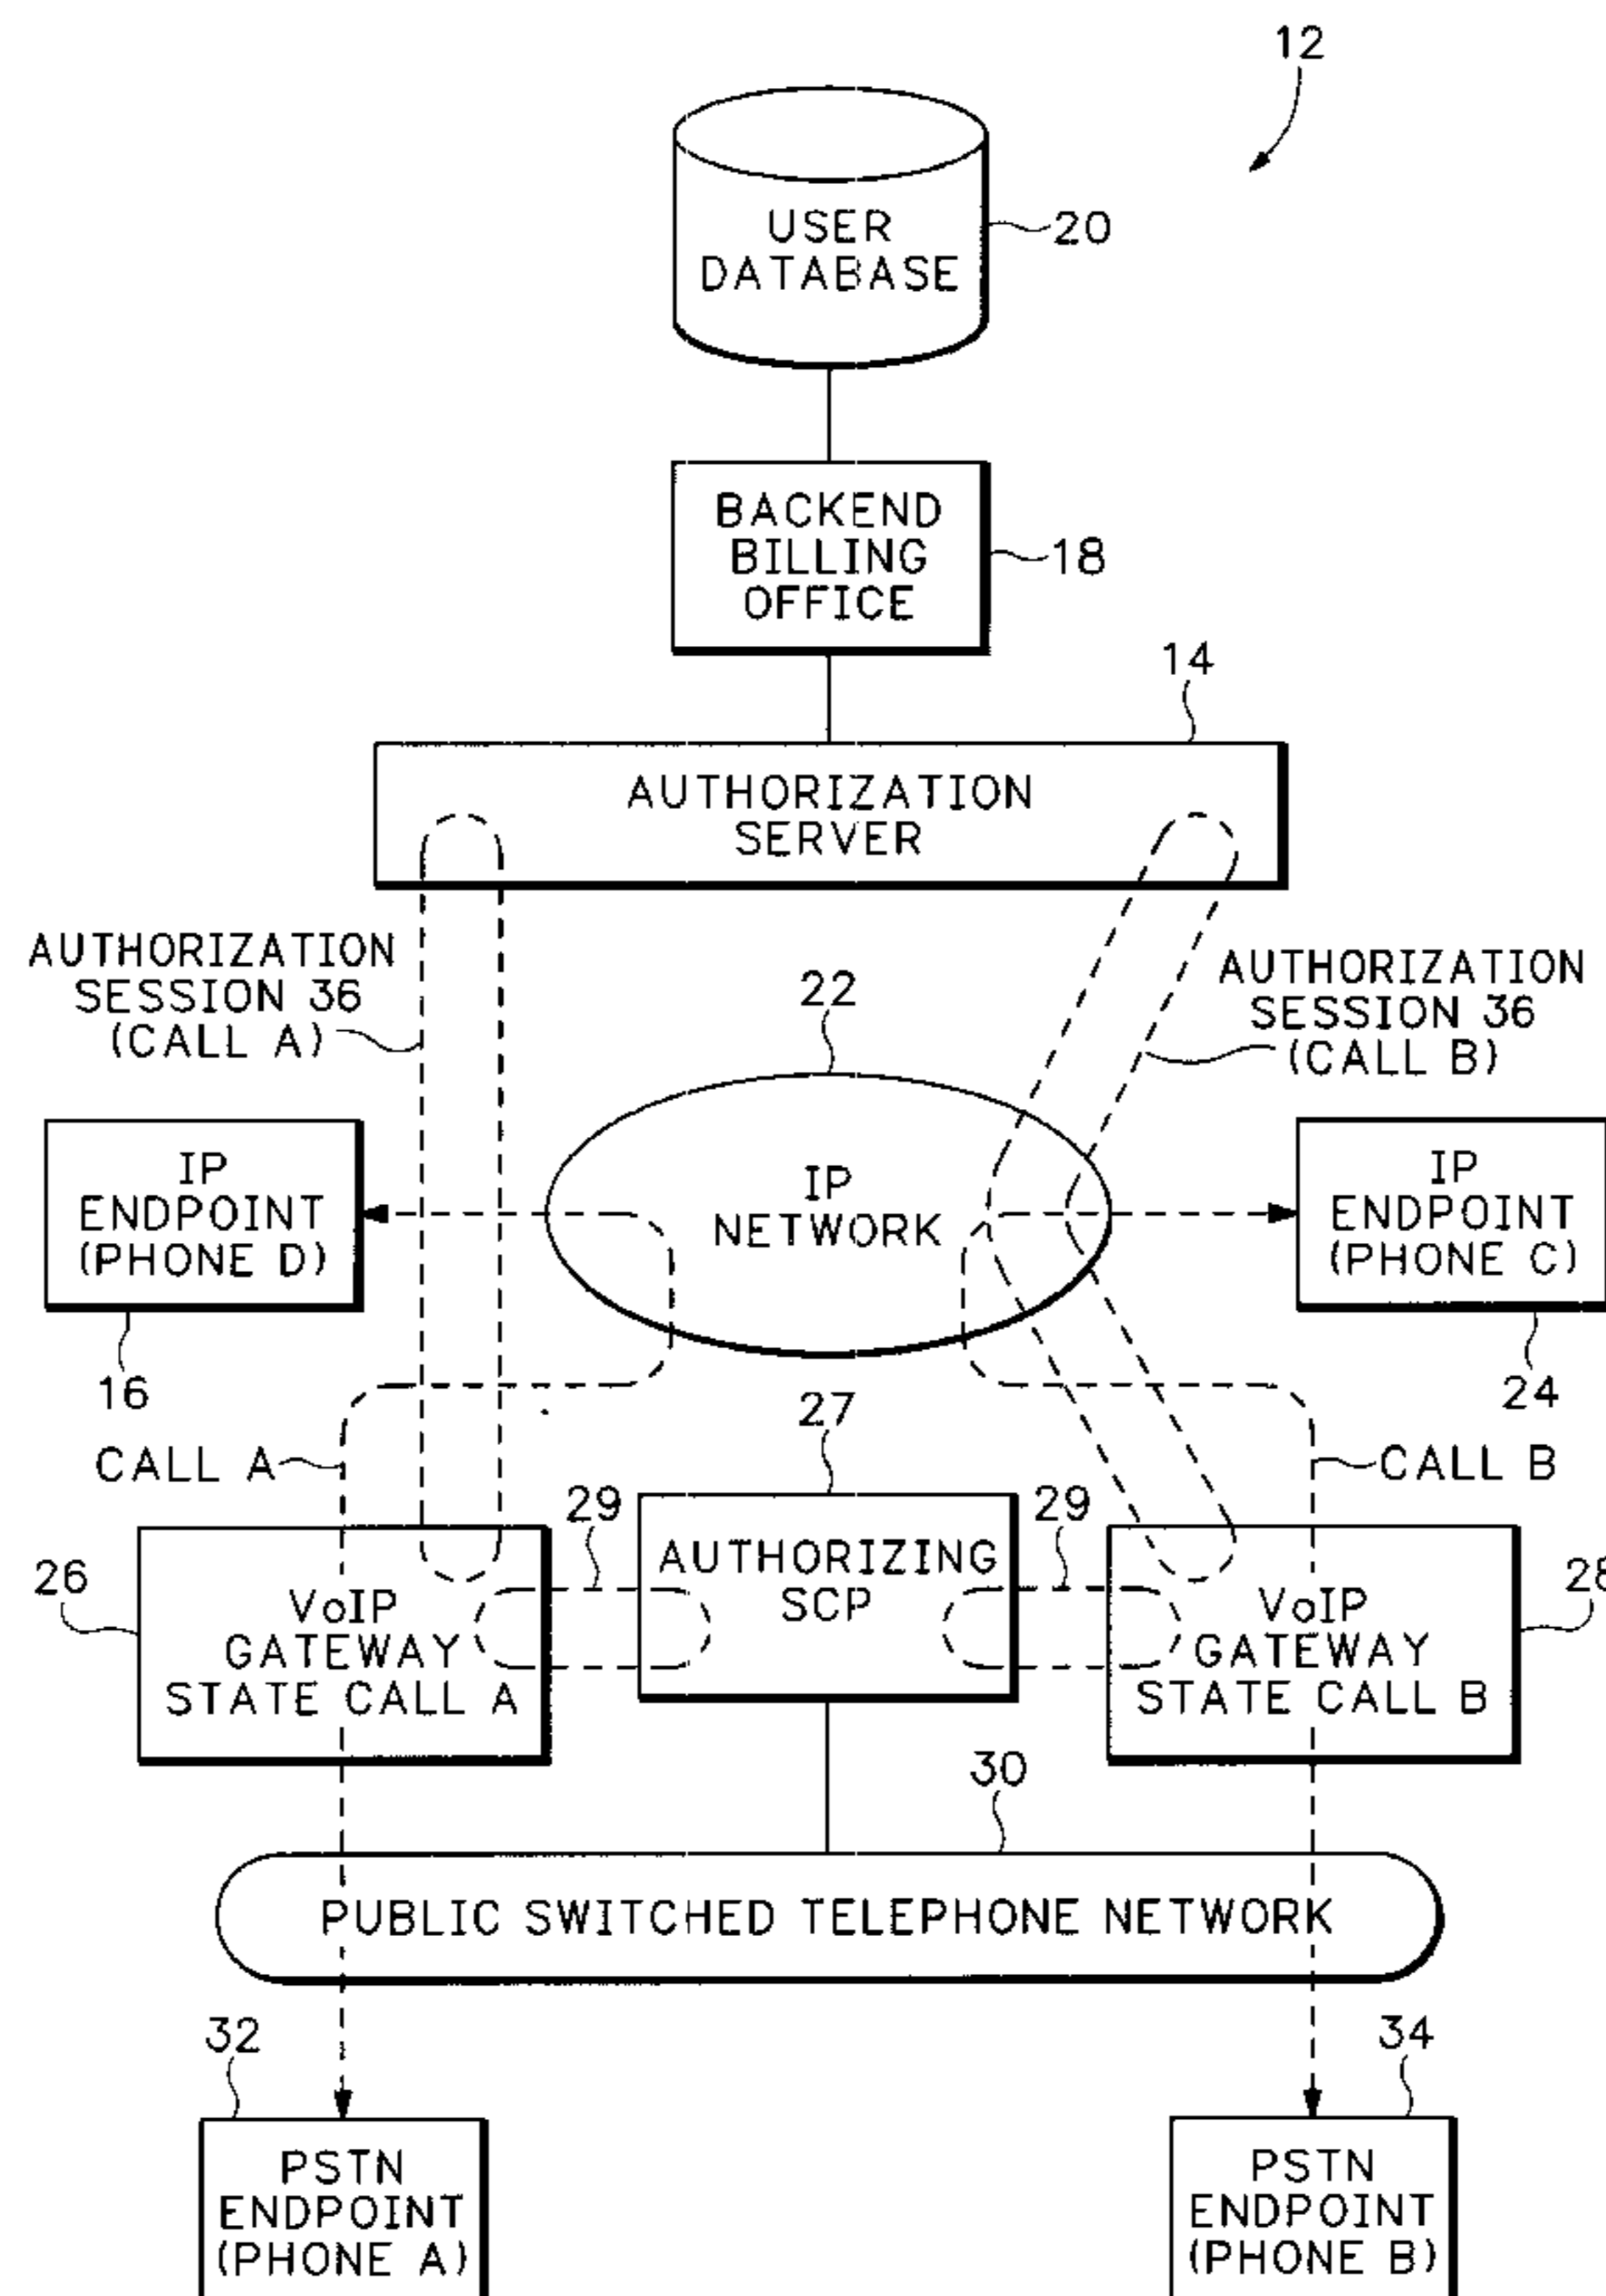 12
USER
DATABASE
20
BACKEND
BILLING
OFFICE
18
14
AUTHORIZATION
SERVER
AUTHORIZATION
SESSION 36
(CALL A)
22
AUTHORIZATION
SESSION 36
(CALL B)
IP
ENDPOINT
(PHONE D)
16
IP
NETWORK
IP
ENDPOINT
(PHONE C)
24
CALL A
27
CALL B
29
29
26
VoIP
GATEWAY
STATE CALL A
AUTHORIZING
SCP
VoIP
GATEWAY
STATE CALL B
28
30
PUBLIC SWITCHED TELEPHONE NETWORK
32
34
PSTN
ENDPOINT
(PHONE A)
PSTN
ENDPOINT
(PHONE B)